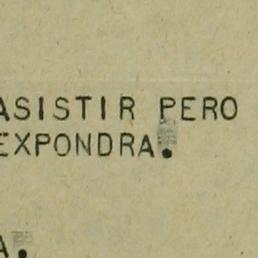 ASISTIR PERO
EXPONDRA.
A.